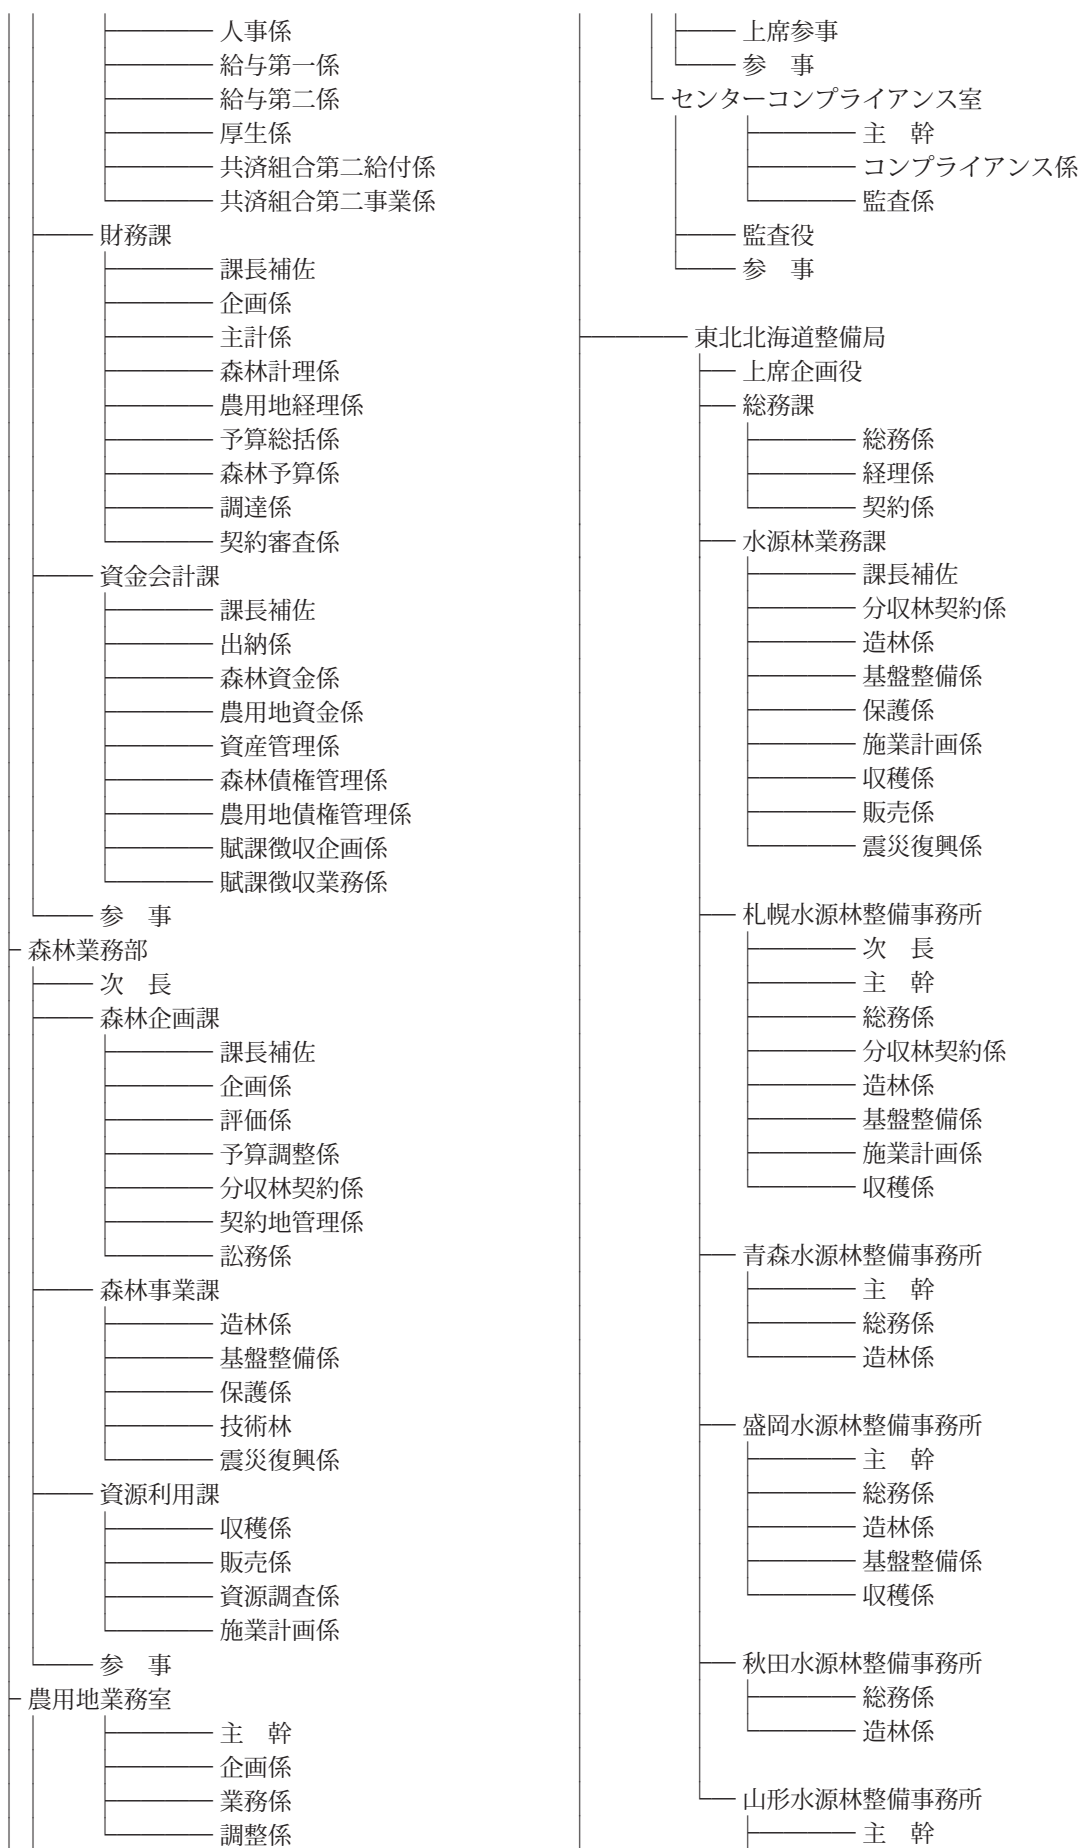 人事係
給与第一係
給与第二係
厚生係
共済組合第二給付係
共済組合第二事業係
財務課
課長補佐
企画係
主計係
森林計理係
農用地経理係
予算総括係
森林予算係
調達係
契約審査係
資金会計課
課長補佐
出納係
森林資金係
農用地資金係
資産管理係
森林債権管理係
農用地債権管理係
賦課徴収企画係
賦課徴収業務係
参　事
森林業務部
次　長
森林企画課
課長補佐
企画係
評価係
予算調整係
分収林契約係
契約地管理係
訟務係
森林事業課
造林係
基盤整備係
保護係
技術林
震災復興係
資源利用課
収穫係
販売係
資源調査係
施業計画係
参　事
農用地業務室
主　幹
企画係
業務係
調整係
上席参事
参　事
センターコンプライアンス室
主　幹
コンプライアンス係
監査係
監査役
参　事
東北北海道整備局
上席企画役
総務課
総務係
経理係
契約係
水源林業務課
課長補佐
分収林契約係
造林係
基盤整備係
保護係
施業計画係
収穫係
販売係
震災復興係
札幌水源林整備事務所
次　長
主　幹
総務係
分収林契約係
造林係
基盤整備係
施業計画係
収穫係
青森水源林整備事務所
主　幹
総務係
造林係
盛岡水源林整備事務所
主　幹
総務係
造林係
基盤整備係
収穫係
秋田水源林整備事務所
総務係
造林係
山形水源林整備事務所
主　幹